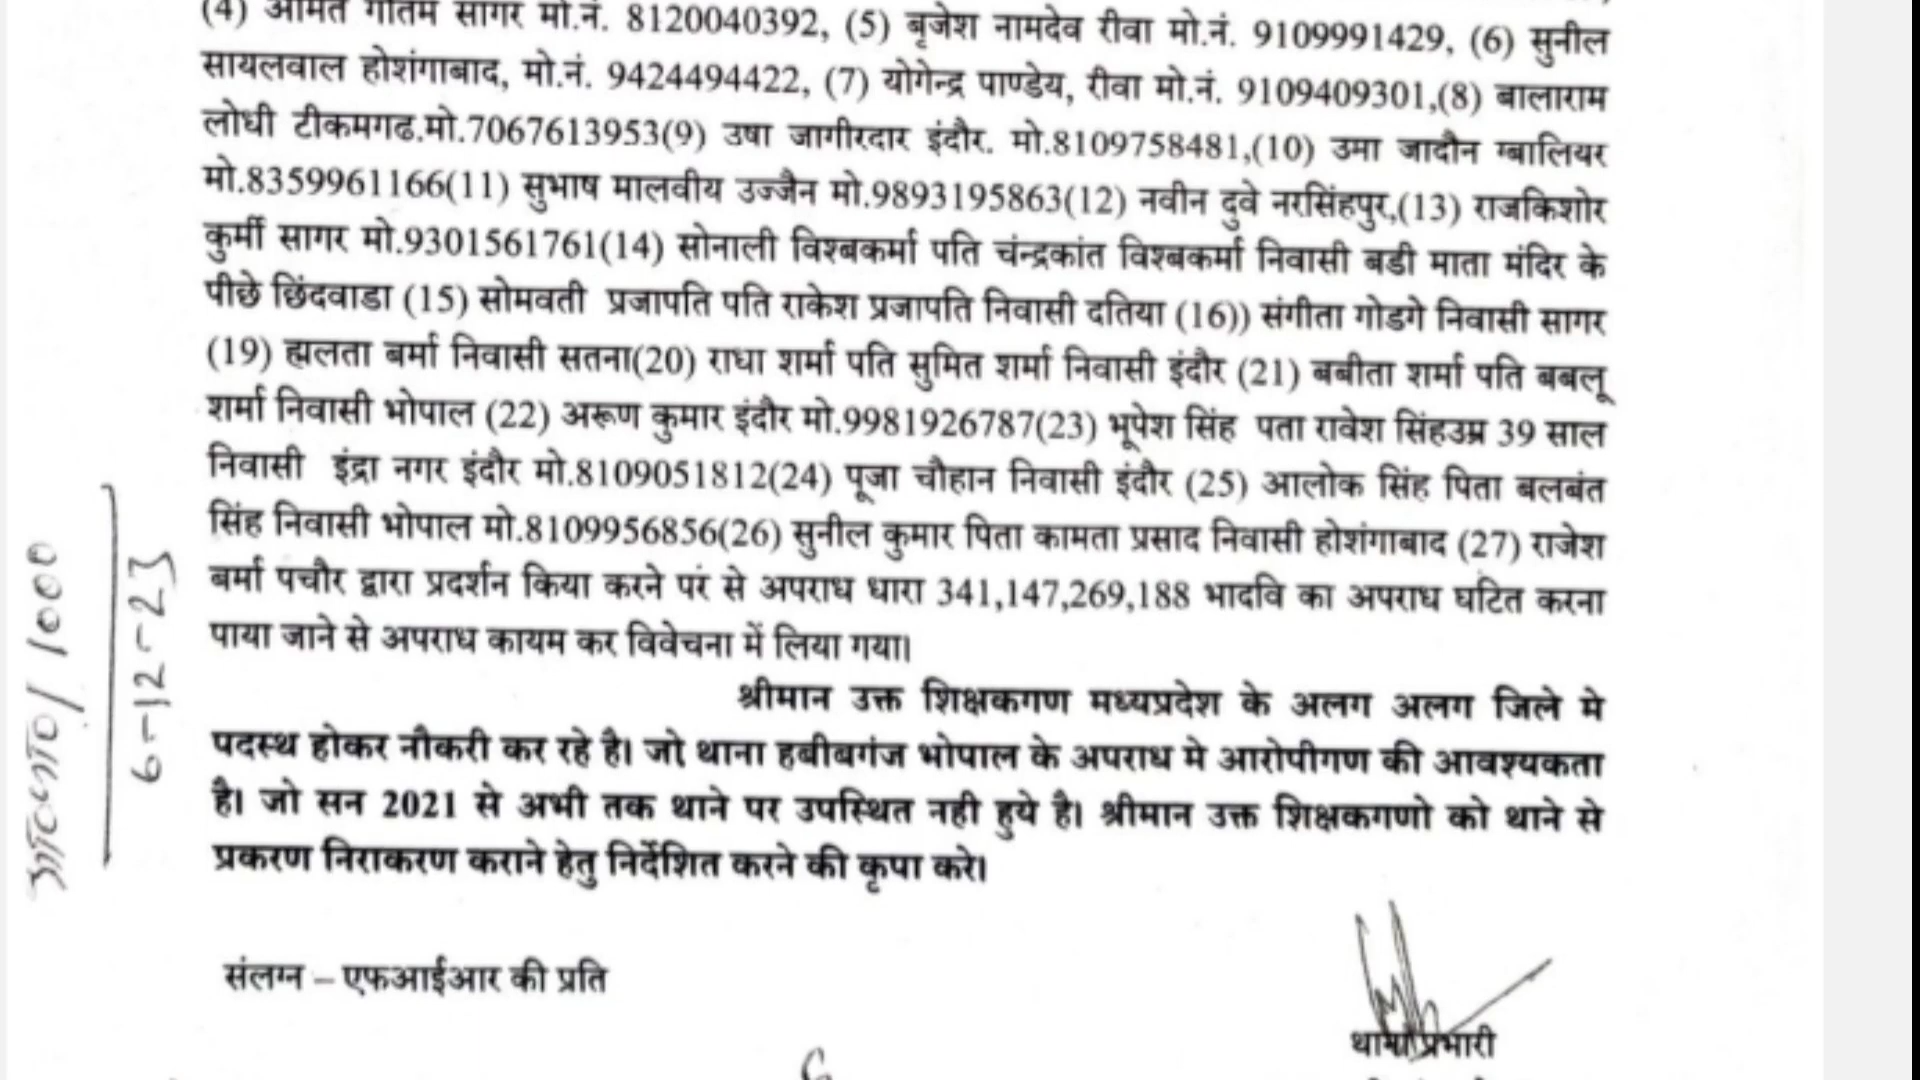 (4) अमित गौतम सागर मो.नं. 8120040392, (5) बृजेश नामदेव रीवा मो.नं. 9109991429, (6) सुनील
सायलवाल होशंगाबाद, मो.नं. 9424494422, (7) योगेन्द्र पाण्डेय, रीवा मो.नं. 9109409301,(8) बालाराम
लोधी टीकमगढ.मो.7067613953(9) उषा जागीरदार इंदौर. मो.8109758481,(10) उमा जादौन ग्बालियर
मो.8359961166(11) सुभाष मालवीय उज्जैन मो.9893195863(12) नवीन दुवे नरसिंहपुर,(13) राजकिशोर
कुर्मी सागर मो.9301561761(14) सोनाली विश्बकर्मा पति चंन्द्रकांत विश्बकर्मा निवासी बडी माता मंदिर के
पीछे छिंदवाडा (15) सोमवती प्रजापति पति राकेश प्रजापति निवासी दतिया (16)) संगीता गोडगे निवासी सागर
(19) ह्मलता बर्मा निवासी सतना(20) राधा शर्मा पति सुमित शर्मा निवासी इंदौर (21) बबीता शर्मा पति बबलू
शर्मा निवासी भोपाल (22) अरूण कुमार इंदौर मो.9981926787(23) भूपेश सिंह पता रावेश सिंहउम्र 39 साल
निवासी इंद्रा नगर इंदौर मो.8109051812(24) पूजा चौहान निवासी इंदौर (25) आलोक सिंह पिता बलबंत
सिंह निवासी भोपाल मो.8109956856(26) सुनील कुमार पिता कामता प्रसाद निवासी होशंगाबाद (27) राजेश
बर्मा पचौर द्वारा प्रदर्शन किया करने पर से अपराध धारा 341,147,269,188 भादवि का अपराध घटित करना
पाया जाने से अपराध कायम कर विवेचना में लिया गया।
श्रीमान उक्त शिक्षकगण मध्यप्रदेश के अलग अलग जिले मे
पदस्थ होकर नौकरी कर रहे है। जो थाना हबीबगंज भोपाल के अपराध मे आरोपीगण की आवश्यकता
है। जो सन 2021 से अभी तक थाने पर उपस्थित नही हुये है। श्रीमान उक्त शिक्षकगणो को थाने से
प्रकरण निराकरण कराने हेतु निर्देशित करने की कृपा करे।
संलग्न – एफआईआर की प्रति
थाना प्रभारी
/1000
6-12-23